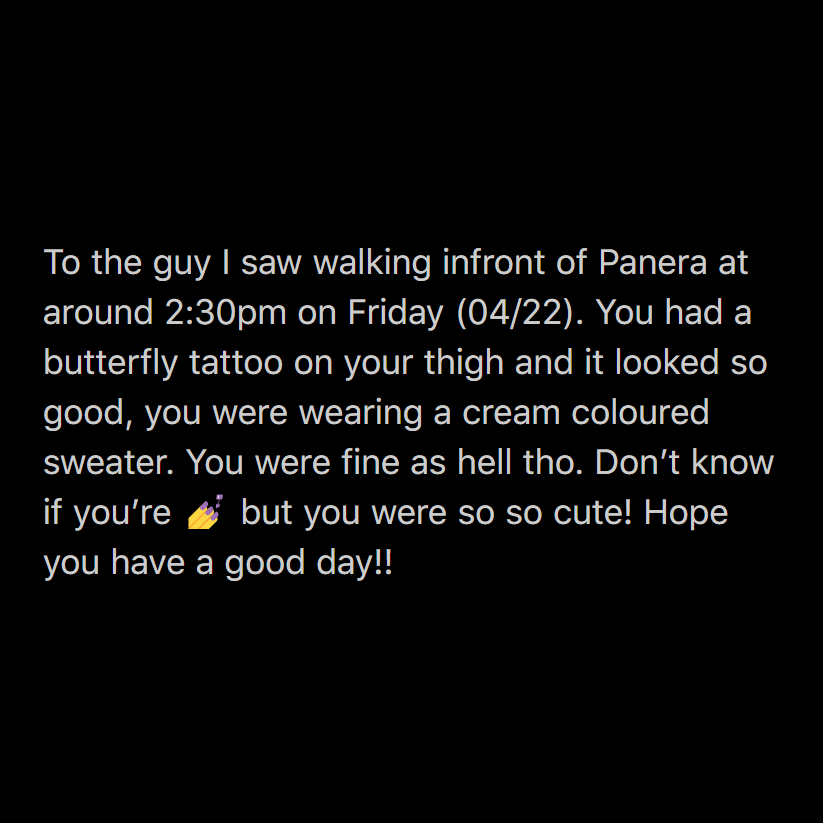 To the guy I saw walking infront of Panera at
around 2:30pm on Friday (04/22). You had a
butterfly tattoo on your thigh and it looked so
good, you were wearing a cream coloured
sweater. You were fine as hell tho. Don’t know
if you’re 💅 but you were so so cute! Hope
you have a good day!!